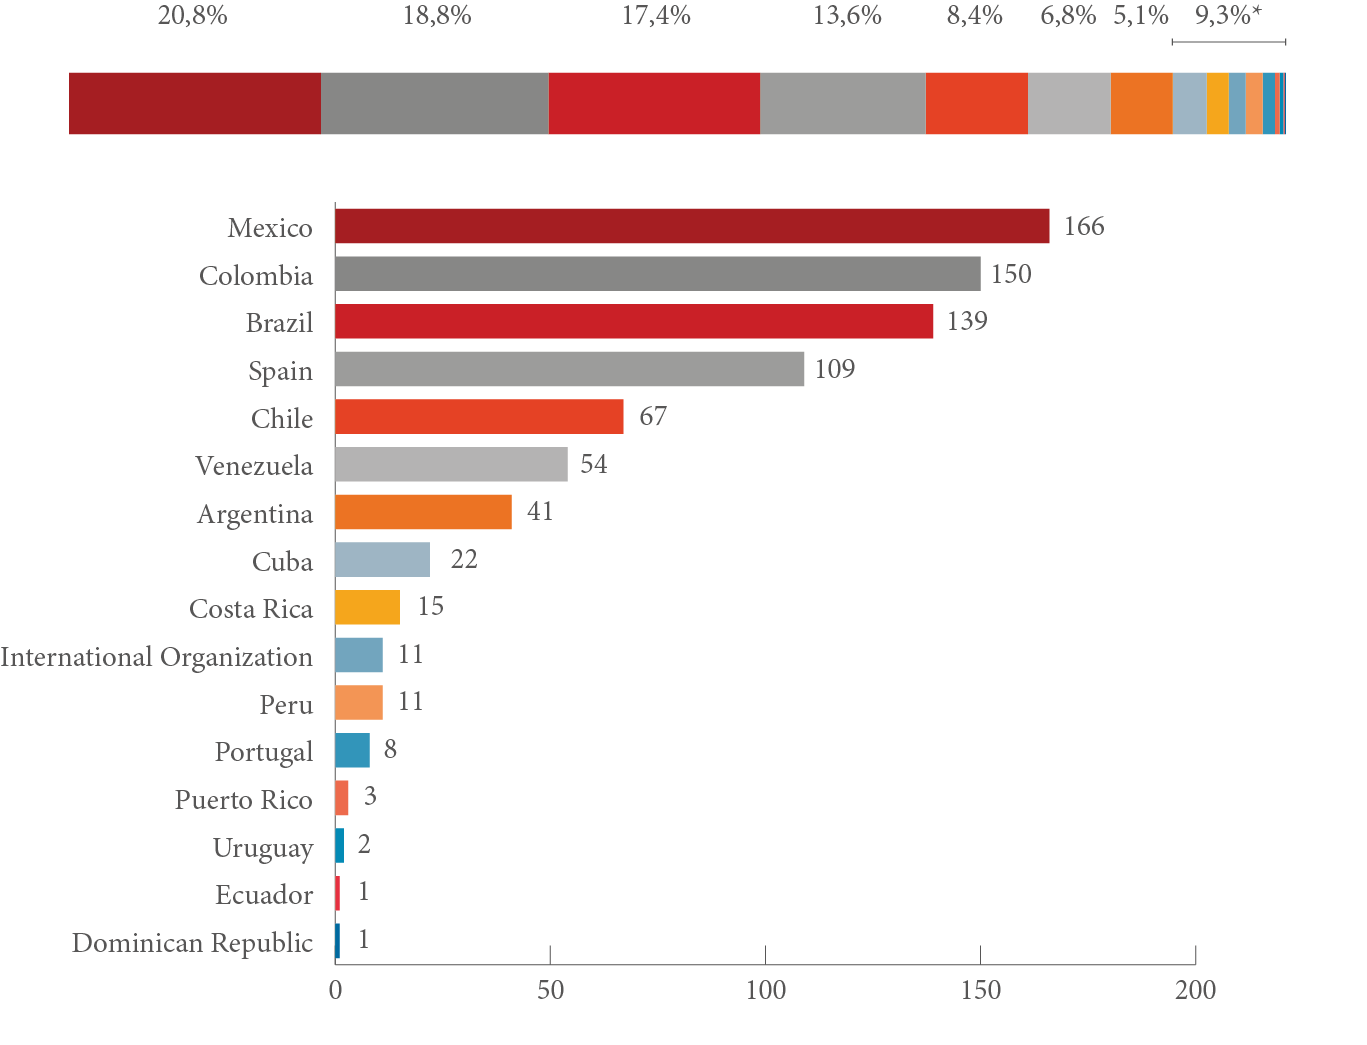 20,8% 18,8% 17,4% 13,6% 8,4% 6,8% 5,1% 9,3%*
Mexico 166
Colombia 150
Brazil 139
Spain 109
Chile 67
Venezuela 54
Argentina 41
Cuba 22
Costa Rica 15
International Organization 11
Peru 11
Portugal 8
Puerto Rico 3
Uruguay 2
Ecuador 1
Dominican Republic 1
0 50 100 150 200